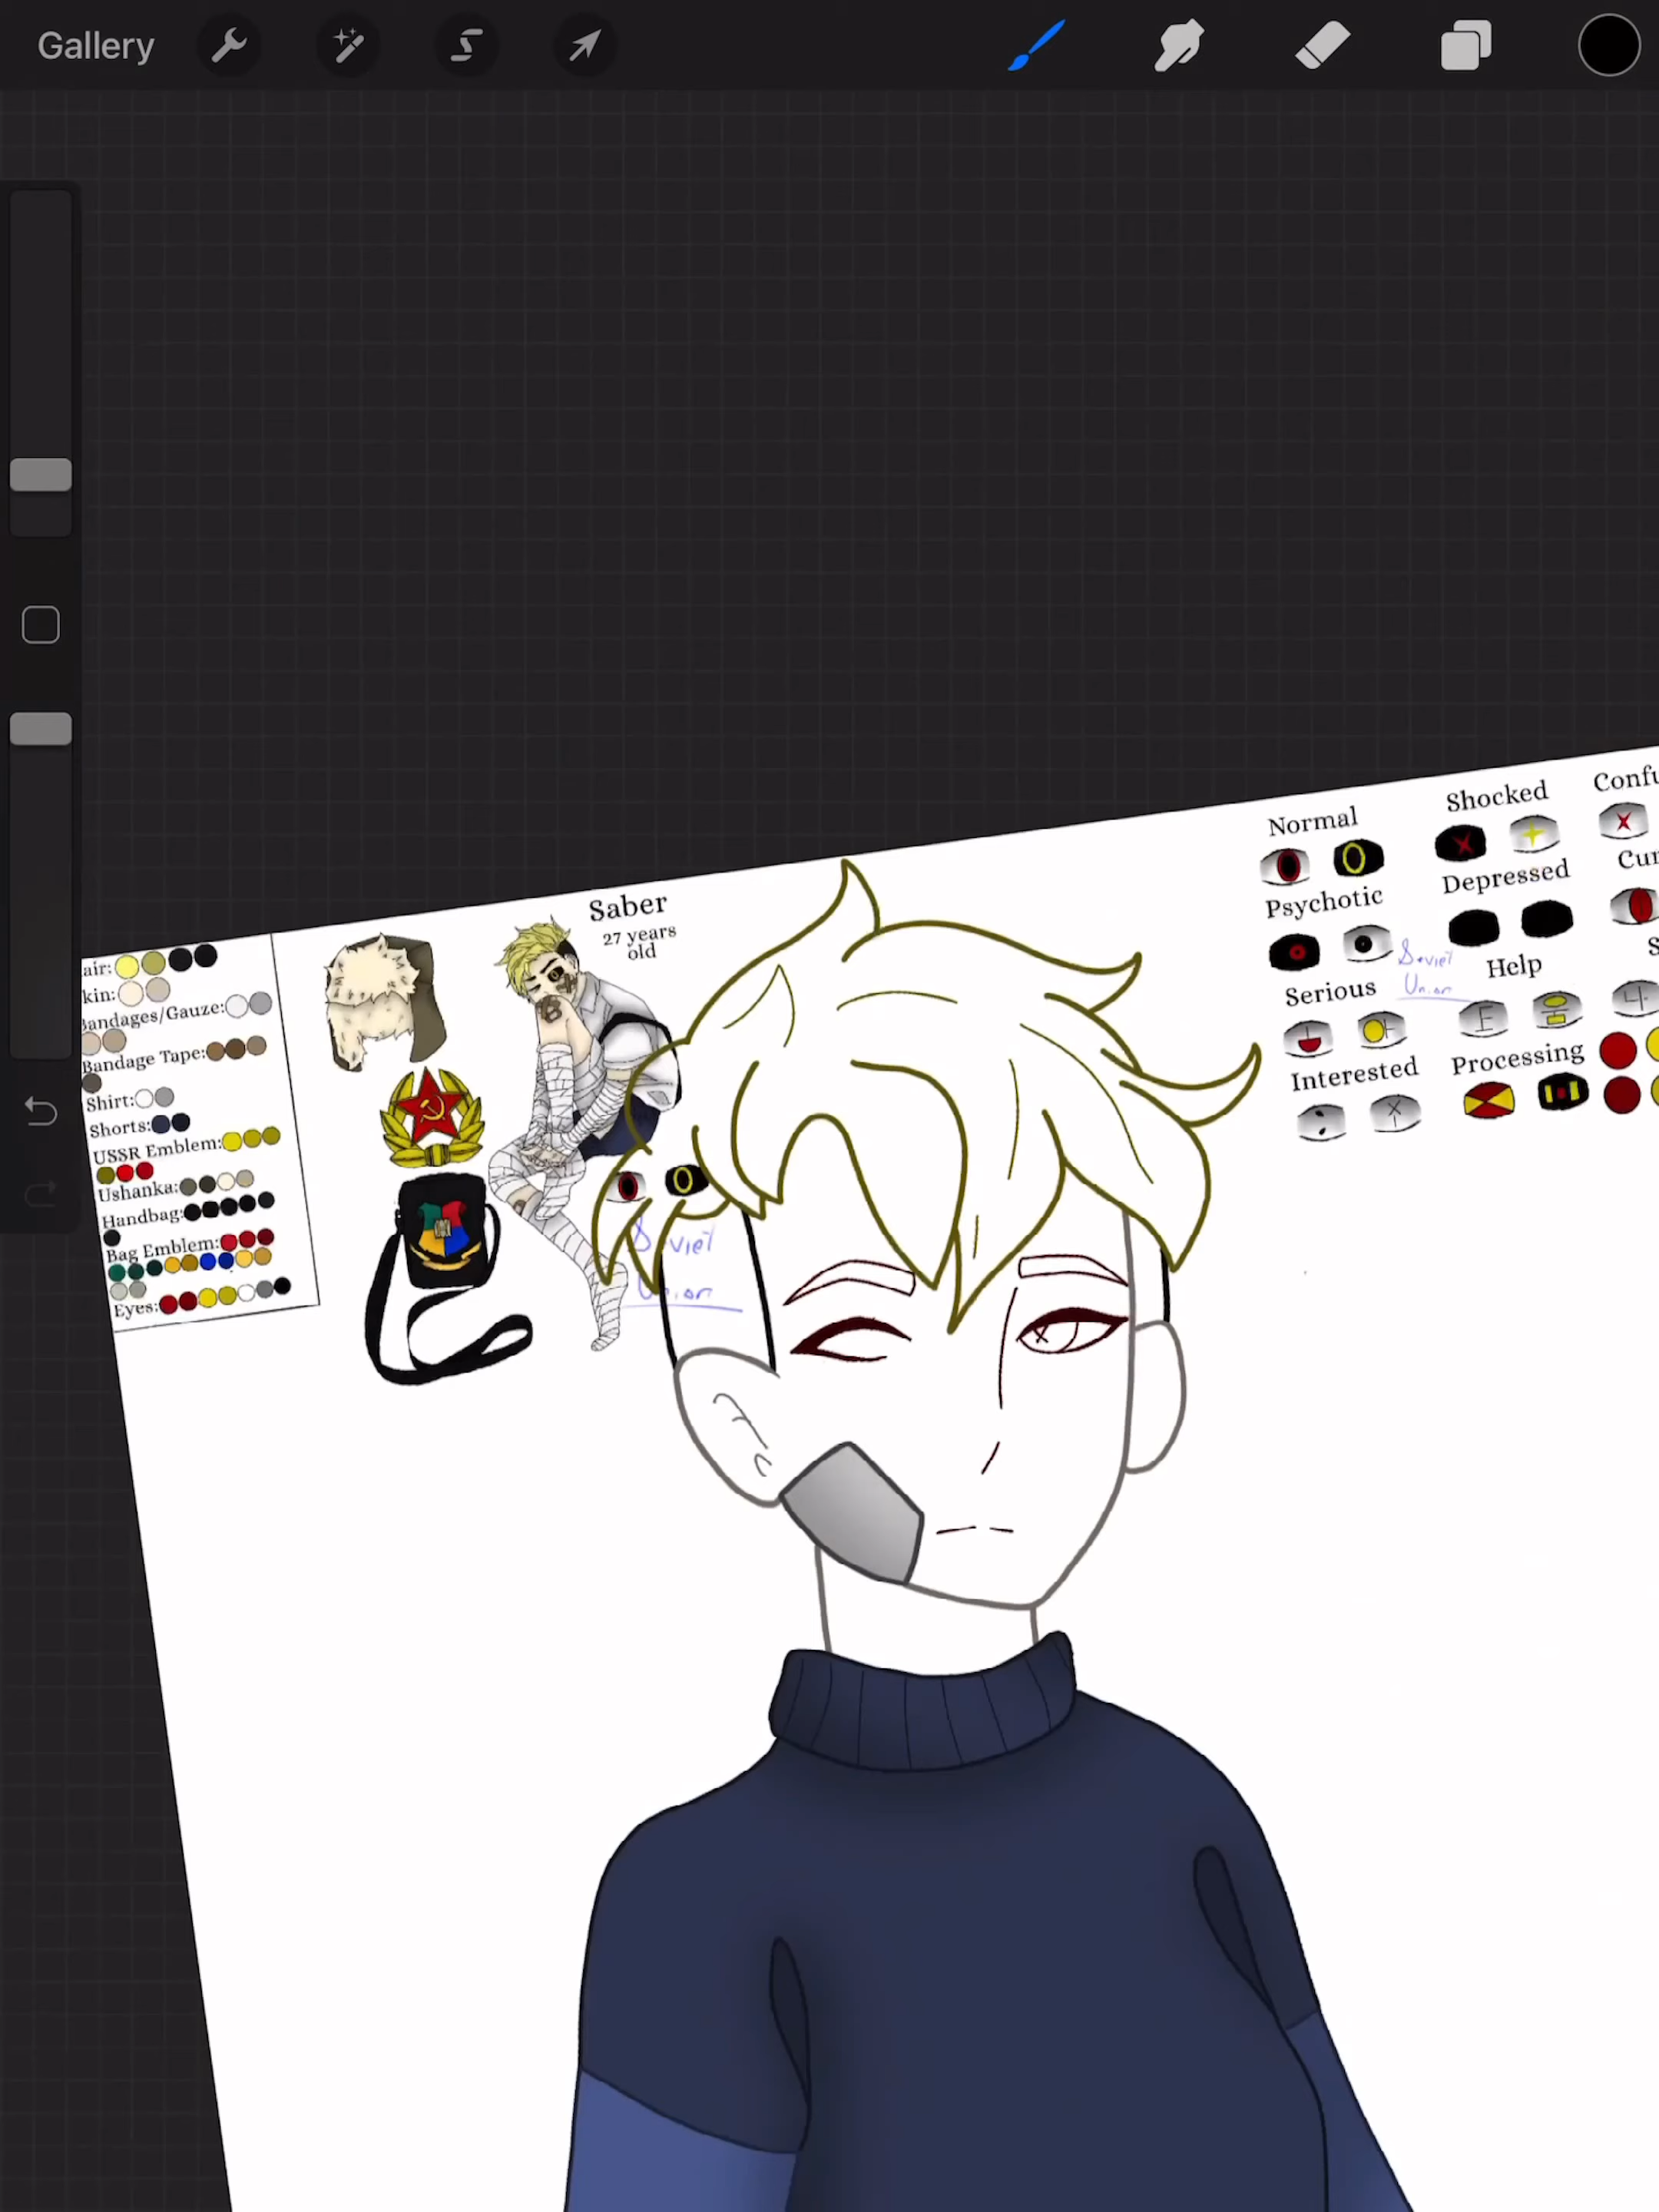 Gallery
Saber
27 years
old
air:
kin:
Bandages/Gauze:
Bandage Tape:
Shirt:
Shorts:
USSR Emblem:
Ushanka:
Handbag:
Bag Emblem:
Eyes:
Soviet
Union
Normal
Psychotic
Serious
Interested
Shocked
Depressed
Help
Processing
Soviet
Union
Confu
Cur
S